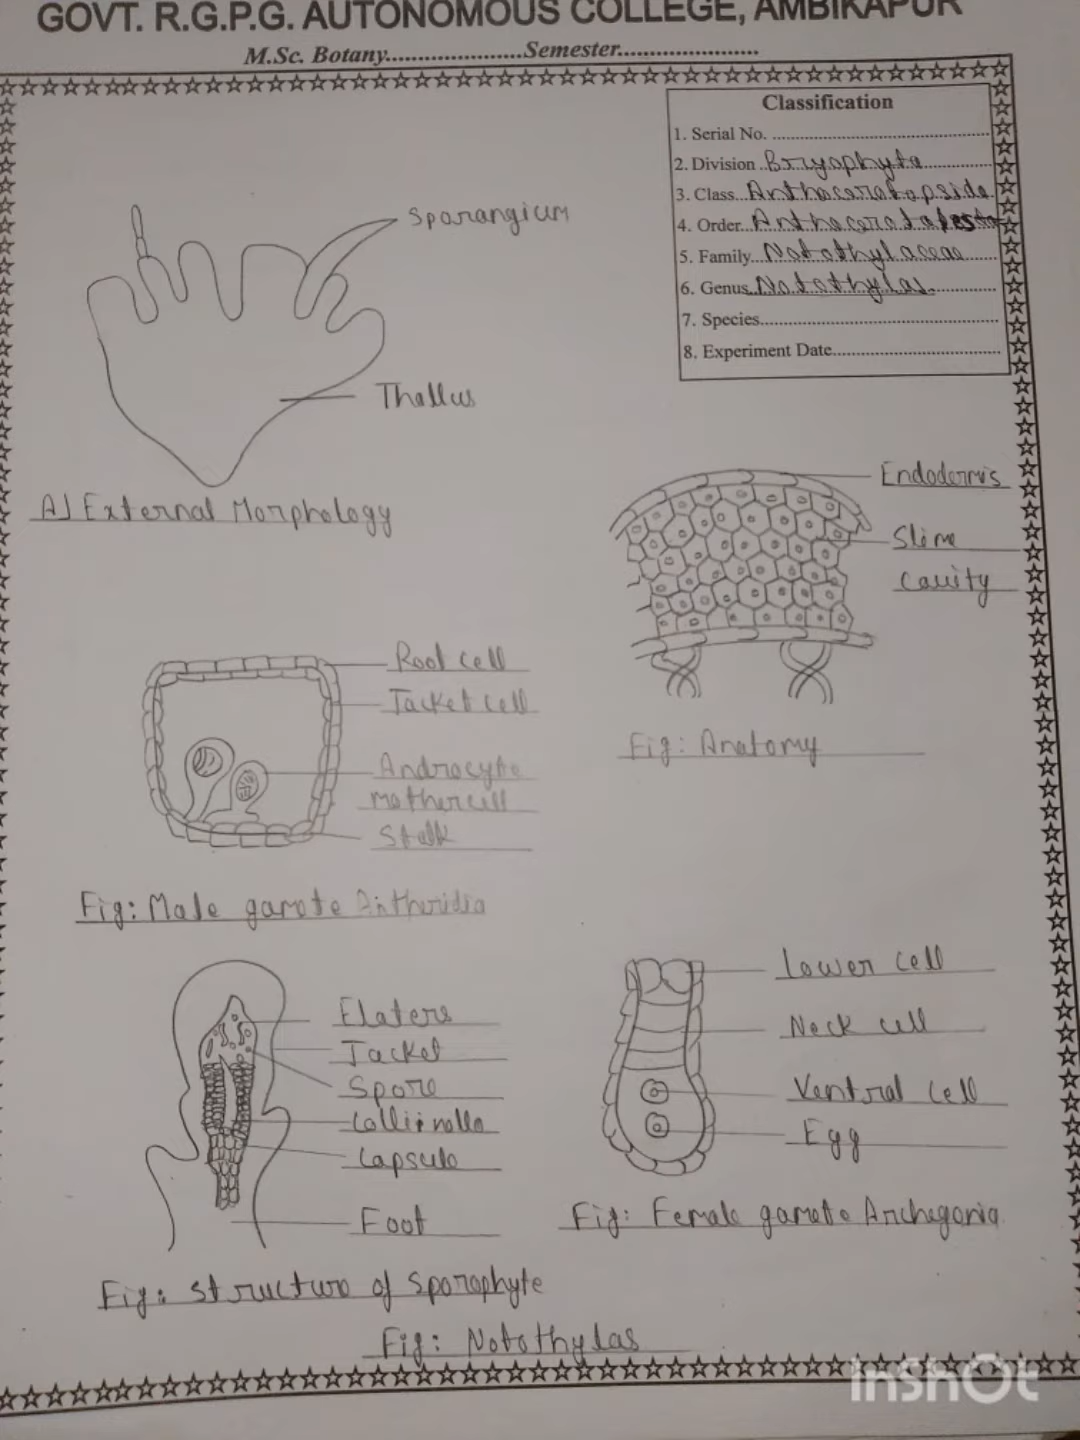 GOVT. R.G.P.G. AUTONOMOUS COLLEGE, AMBIKAPUR
M.Sc. Botany......................Semester......................
Classification
1. Serial No. ..........................................
2. Division..Bryophyta..............
3. Class...Anthoceratopsida
4. Order...Anthocerotales
5. Family...Notothylaceae......
6. Genus..Notothylas..............
7. Species..............................................
8. Experiment Date.................................
Sporangium
Thallus
A) External Morphology
Endodermis
Slime
cavity
Fig: Anatomy
Roof cell
Jacket cell
Androcyte
mother cell
Stalk
Fig: Male gamete Antheridia
Elaters
Jacket
Spore
Capsule
Foot
Fig: Structure of Sporophyte
Lower cell
Neck cell
Ventral cell
Egg
Fig: Female gamete Archegonia
Fig: Notothylas
InShOt